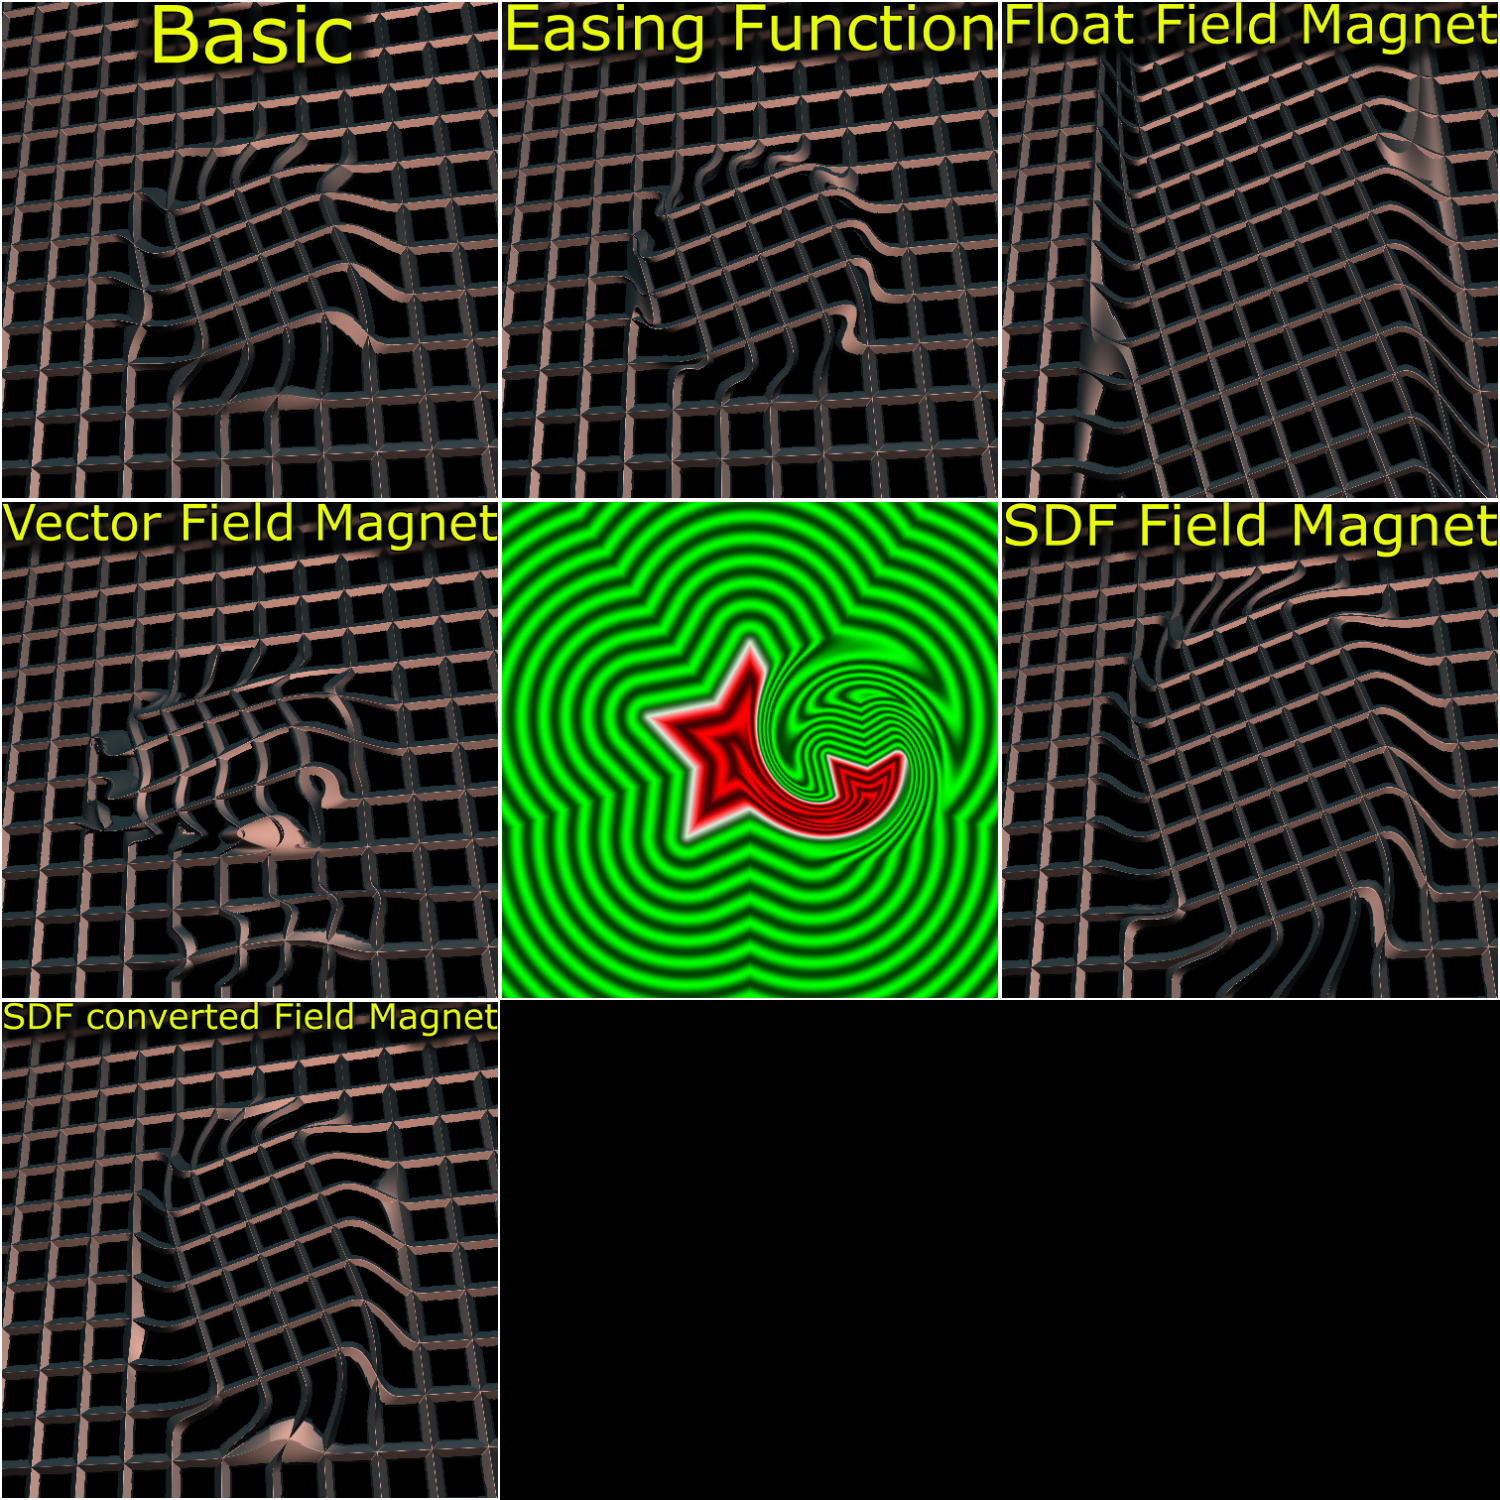 Basic
Easing Function
Float Field Magnet
Vector Field Magnet
SDF Field Magnet
SDF converted Field Magnet